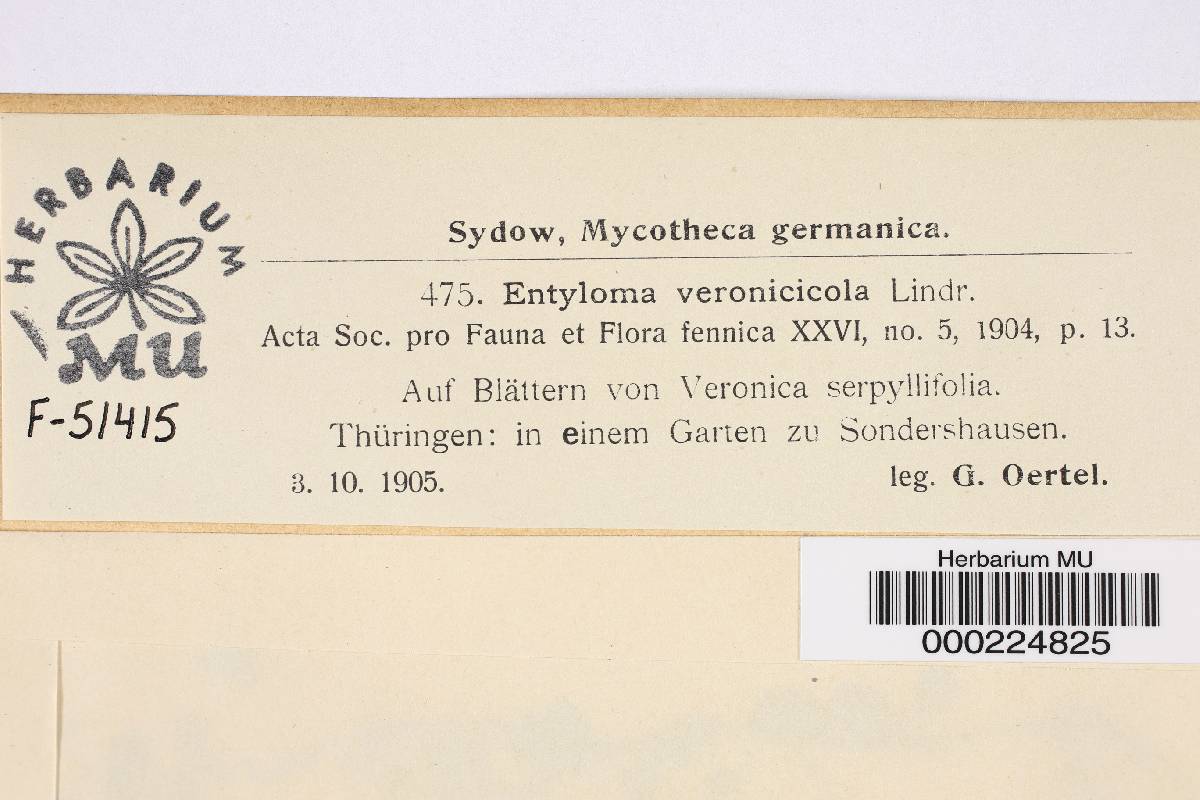 HERBARIUM
MU
F-51415
Sydow, Mycotheca germanica.
475. Entyloma veronicicola Lindr.
Acta Soc. pro Fauna et Flora fennica XXVI, no. 5, 1904, p. 13.
Auf Blättern von Veronica serpyllifolia.
Thüringen: in einem Garten zu Sondershausen.
3. 10. 1905. leg. G. Oertel.
Herbarium MU
000224825